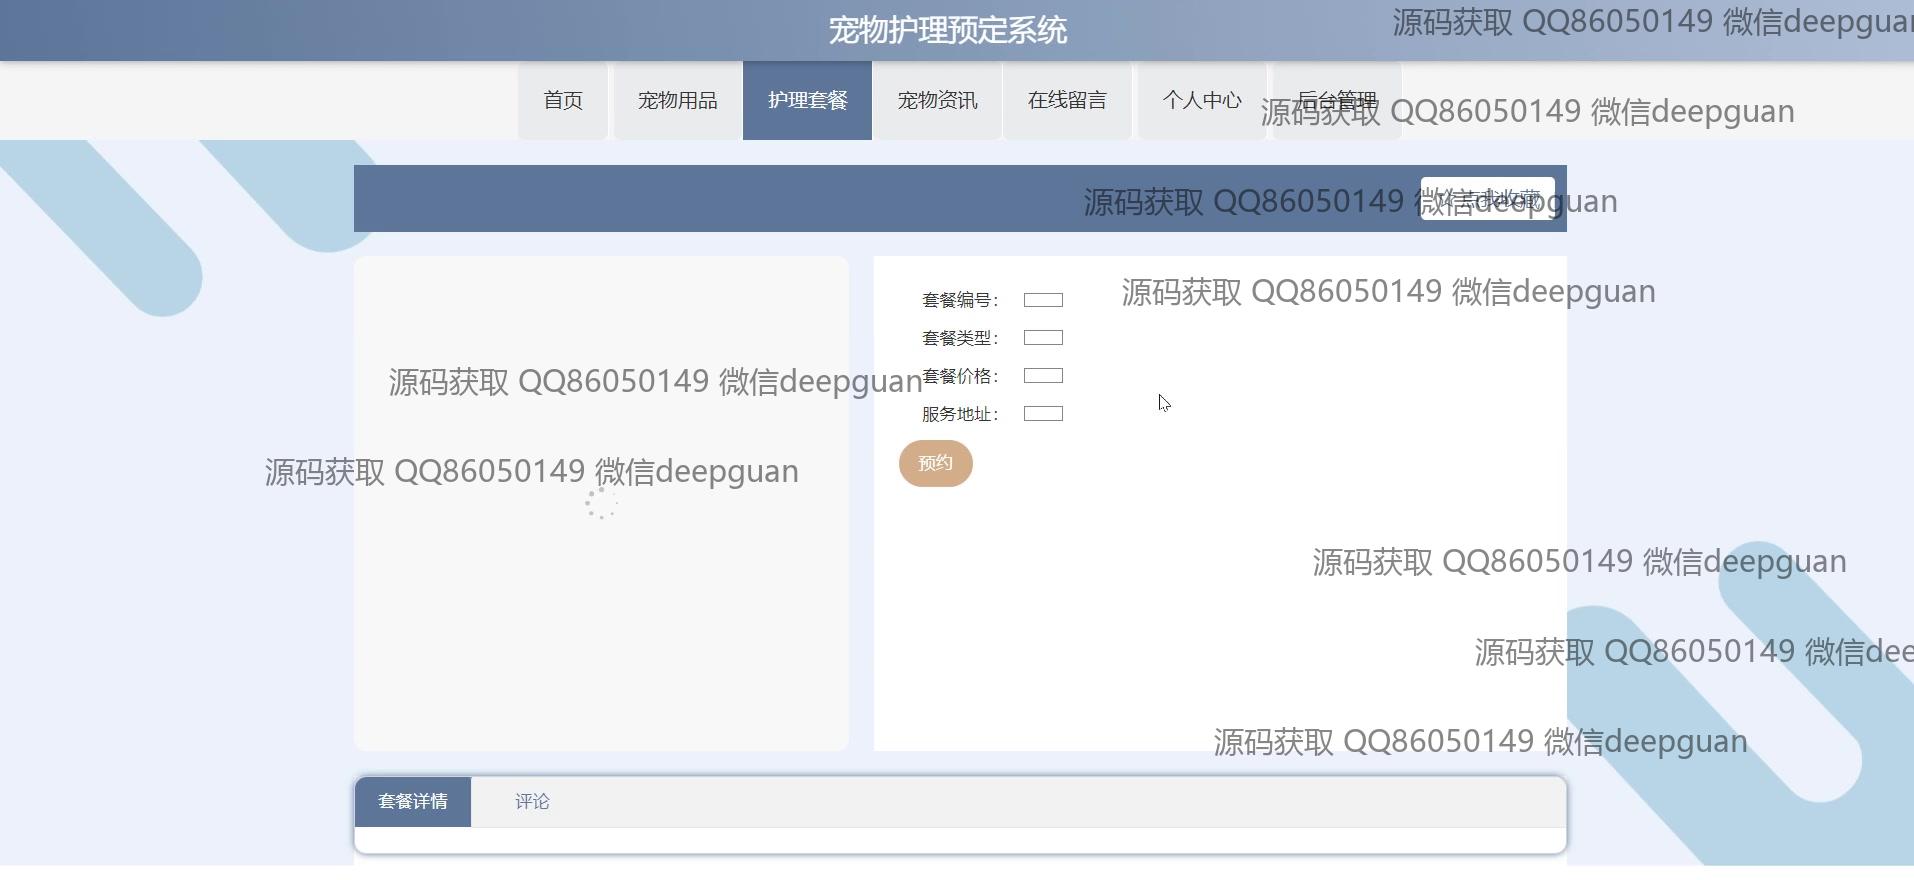 宠物护理预定系统
源码获取 QQ86050149 微信deepguan
首页 宠物用品 护理套餐 宠物资讯 在线留言 个人中心 后台管理
源码获取 QQ86050149 微信deepguan
点我收藏
源码获取 QQ86050149 微信deepguan
套餐编号：
源码获取 QQ86050149 微信deepguan
套餐类型：
套餐价格：
源码获取 QQ86050149 微信deepguan
服务地址：
预约
源码获取 QQ86050149 微信deepguan
源码获取 QQ86050149 微信deepguan
源码获取 QQ86050149 微信dee
源码获取 QQ86050149 微信deepguan
套餐详情 评论